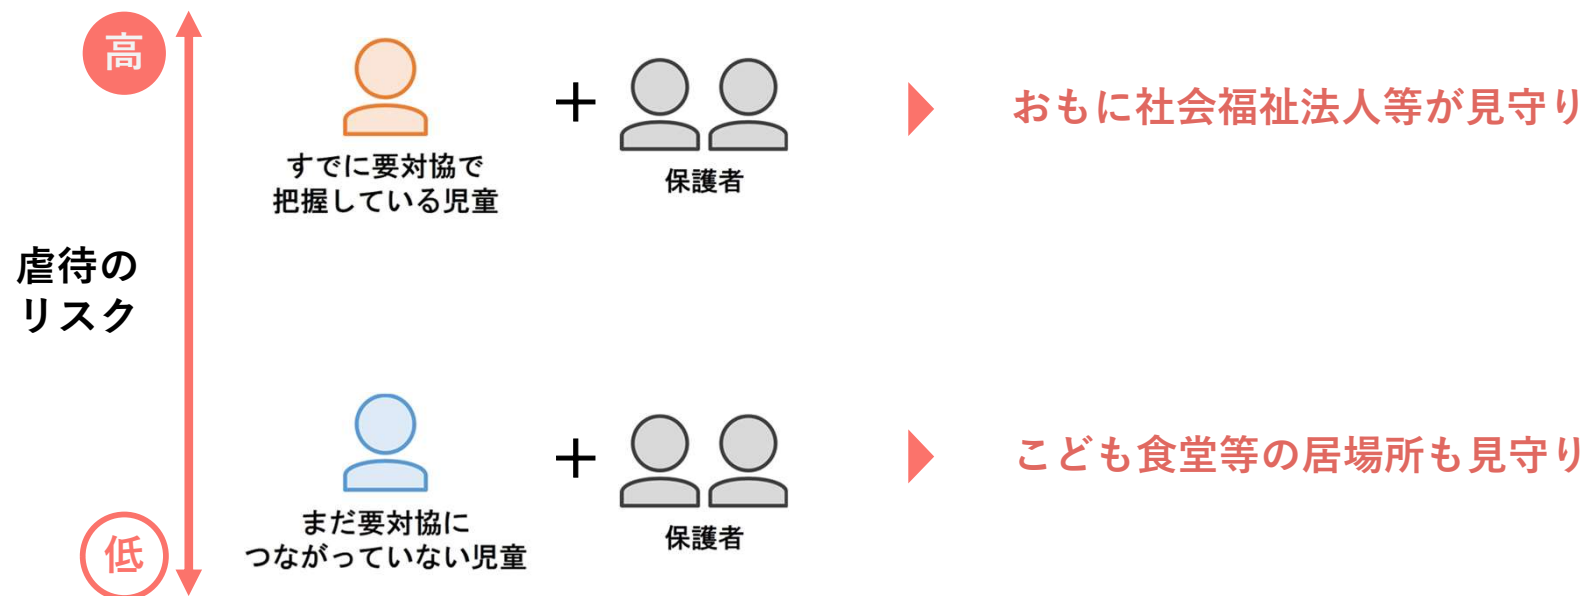 高
すでに要対協で
把握している児童
＋
保護者
おもに社会福祉法人等が見守り
虐待の
リスク
まだ要対協に
つながっていない児童
＋
保護者
こども食堂等の居場所も見守り
低